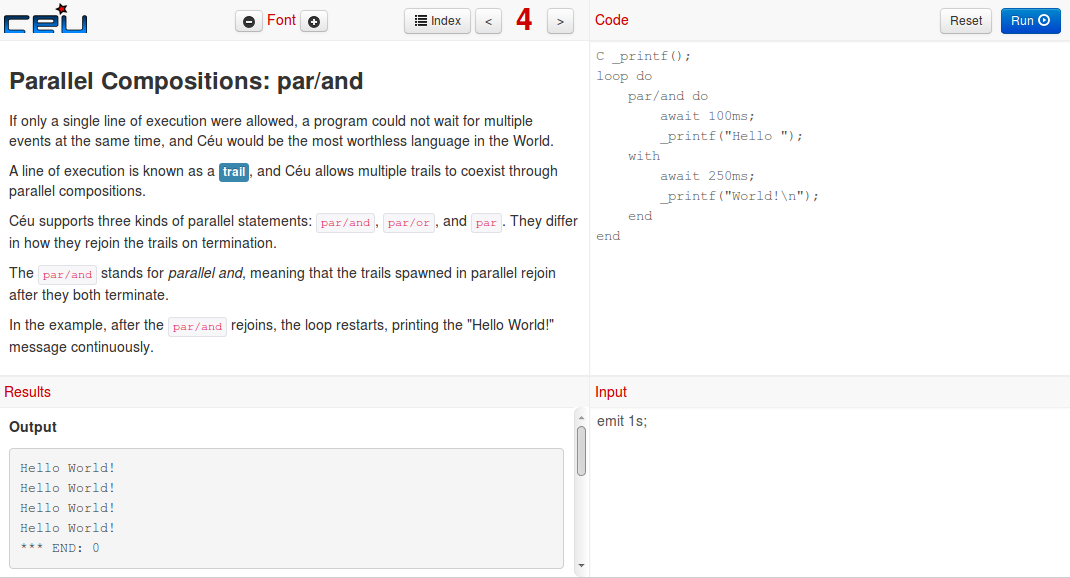 céu
Font
Index
<
4
>
Code
Reset
Run
Parallel Compositions: par/and
If only a single line of execution were allowed, a program could not wait for multiple
events at the same time, and Céu would be the most worthless language in the World.
A line of execution is known as a trail, and Céu allows multiple trails to coexist through
parallel compositions.
Céu supports three kinds of parallel statements: par/and, par/or, and par. They differ
in how they rejoin the trails on termination.
The par/and stands for parallel and, meaning that the trails spawned in parallel rejoin
after they both terminate.
In the example, after the par/and rejoins, the loop restarts, printing the "Hello World!"
message continuously.
C _printf();
loop do
    par/and do
        await 100ms;
        _printf("Hello ");
    with
        await 250ms;
        _printf("World!\n");
    end
end
Results
Output
Hello World!
Hello World!
Hello World!
Hello World!
*** END: 0
Input
emit 1s;